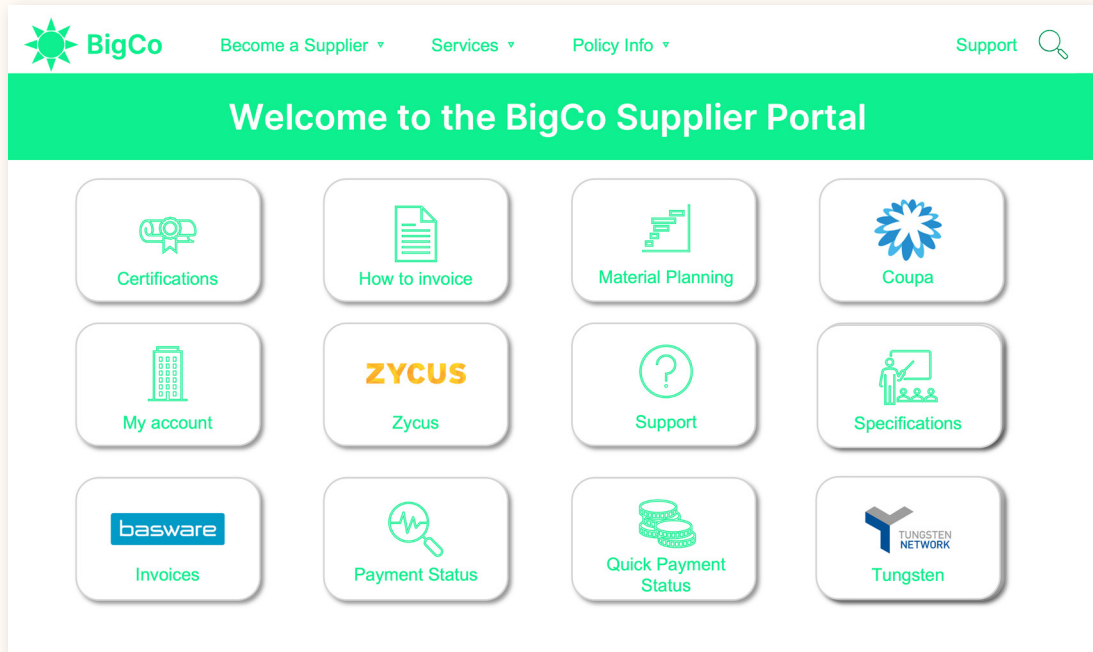 BigCo
Become a Supplier
Services
Policy Info
Support
Welcome to the BigCo Supplier Portal
Certifications
How to invoice
Material Planning
Coupa
My account
ZYCUS
Zycus
Support
Specifications
basware
Invoices
Payment Status
Quick Payment
Status
TUNGSTEN
NETWORK
Tungsten